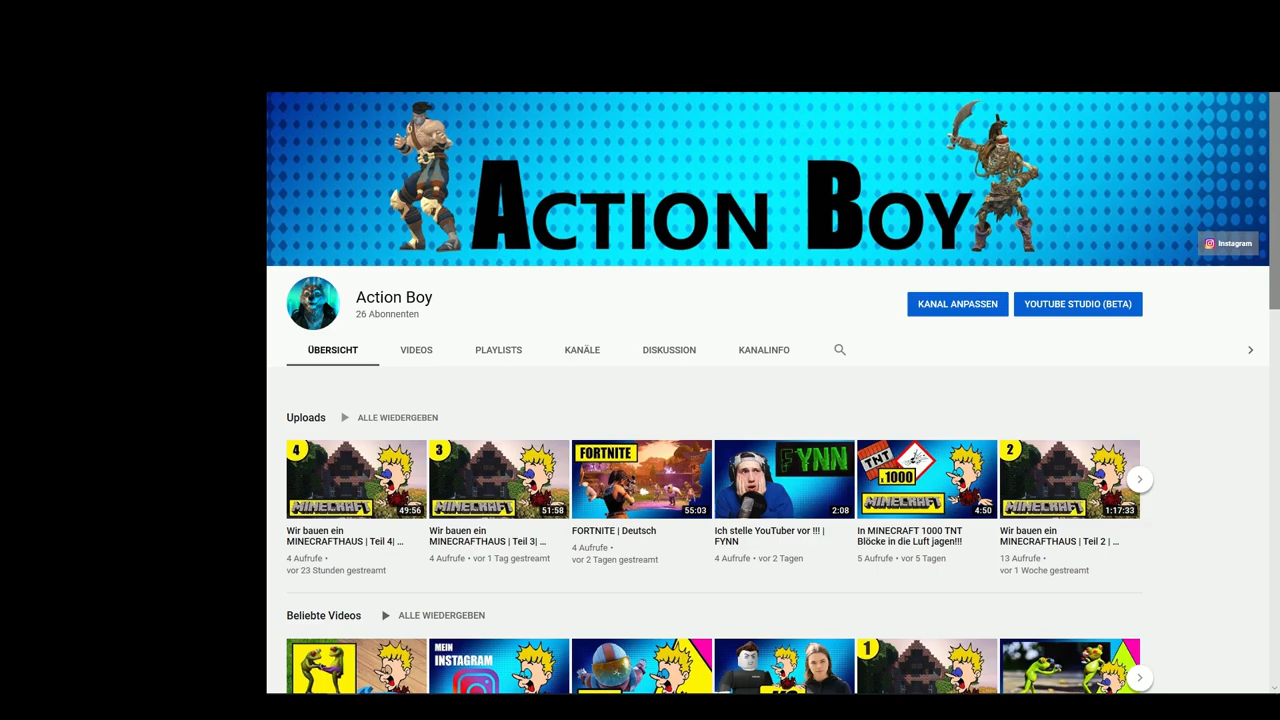 ACTION BOY
Instagram
Action Boy
26 Abonnenten
KANAL ANPASSEN
YOUTUBE STUDIO (BETA)
ÜBERSICHT VIDEOS PLAYLISTS KANÄLE DISKUSSION KANALINFO
Uploads ALLE WIEDERGEBEN
4
MINECRAFT
49:56
Wir bauen ein
MINECRAFTHAUS | Teil 4| ...
4 Aufrufe •
vor 23 Stunden gestreamt
3
MINECRAFT
51:58
Wir bauen ein
MINECRAFTHAUS | Teil 3| ...
4 Aufrufe • vor 1 Tag gestreamt
FORTNITE
55:03
FORTNITE | Deutsch
4 Aufrufe •
vor 2 Tagen gestreamt
FYNN
2:08
Ich stelle YouTuber vor !!! |
FYNN
4 Aufrufe • vor 2 Tagen
TNT
x1000
MINECRAFT
4:50
In MINECRAFT 1000 TNT
Blöcke in die Luft jagen!!!
5 Aufrufe • vor 5 Tagen
2
MINECRAFT
1:17:33
Wir bauen ein
MINECRAFTHAUS | Teil 2 | ...
13 Aufrufe •
vor 1 Woche gestreamt
Beliebte Videos ALLE WIEDERGEBEN
MEIN
INSTAGRAM
1